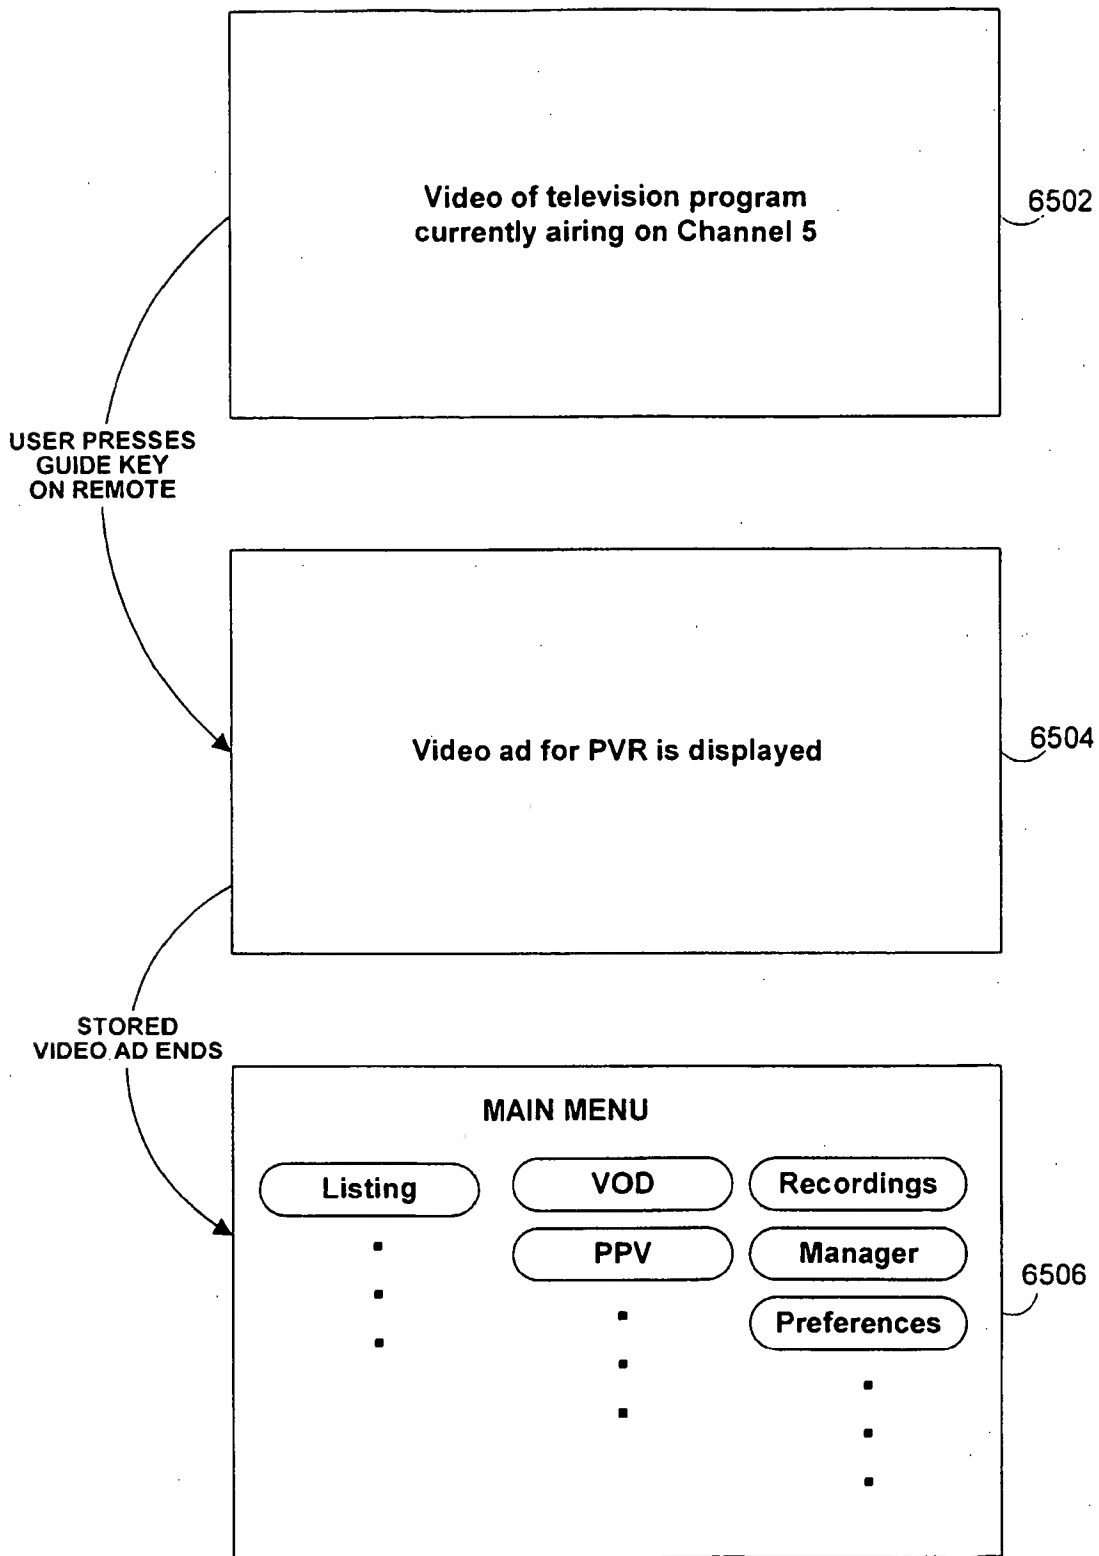 Video of television program
currently airing on Channel 5
6502
USER PRESSES
GUIDE KEY
ON REMOTE
Video ad for PVR is displayed
6504
STORED
VIDEO AD ENDS
MAIN MENU
Listing
VOD
Recordings
PPV
Manager
Preferences
6506